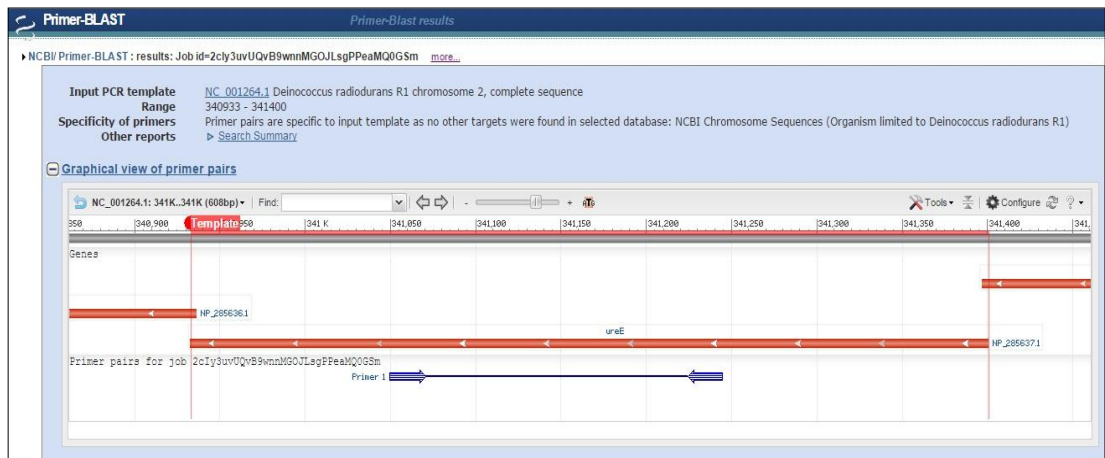 Primer-BLAST Primer-Blast results
NCBI/ Primer-BLAST : results: Job id=2cIy3uvUQvB9wnnMGOJLsgPPeaMQ0GSm more...
Input PCR template NC_001264.1 Deinococcus radiodurans R1 chromosome 2, complete sequence
Range 340933 - 341400
Specificity of primers Primer pairs are specific to input template as no other targets were found in selected database: NCBI Chromosome Sequences (Organism limited to Deinococcus radiodurans R1)
Other reports Search Summary
Graphical view of primer pairs
NC_001264.1: 341K..341K (608bp) Find: - + Tools Configure ?
850 340,900 Template 950 341 K 341,050 341,100 341,150 341,200 341,250 341,300 341,350 341,400 341,
Genes
NP_285636.1
ureE
NP_285637.1
Primer pairs for job 2cIy3uvUQvB9wnnMGOJLsgPPeaMQ0GSm
Primer 1